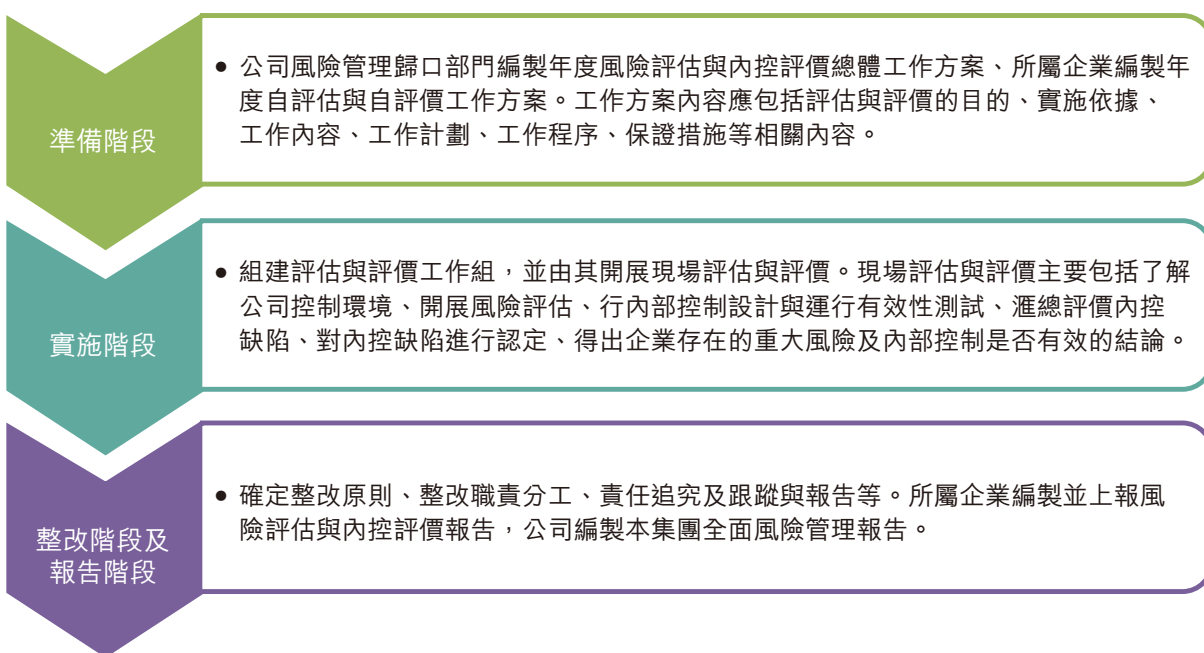 準備階段
● 公司風險管理歸口部門編製年度風險評估與內控評價總體工作方案、所屬企業編製年
度自評估與自評價工作方案。工作方案內容應包括評估與評價的目的、實施依據、
工作內容、工作計劃、工作程序、保證措施等相關內容。
實施階段
● 組建評估與評價工作組，並由其開展現場評估與評價。現場評估與評價主要包括了解
公司控制環境、開展風險評估、行內部控制設計與運行有效性測試、滙總評價內控
缺陷、對內控缺陷進行認定、得出企業存在的重大風險及內部控制是否有效的結論。
整改階段及
報告階段
● 確定整改原則、整改職責分工、責任追究及跟蹤與報告等。所屬企業編製並上報風
險評估與內控評價報告，公司編製本集團全面風險管理報告。